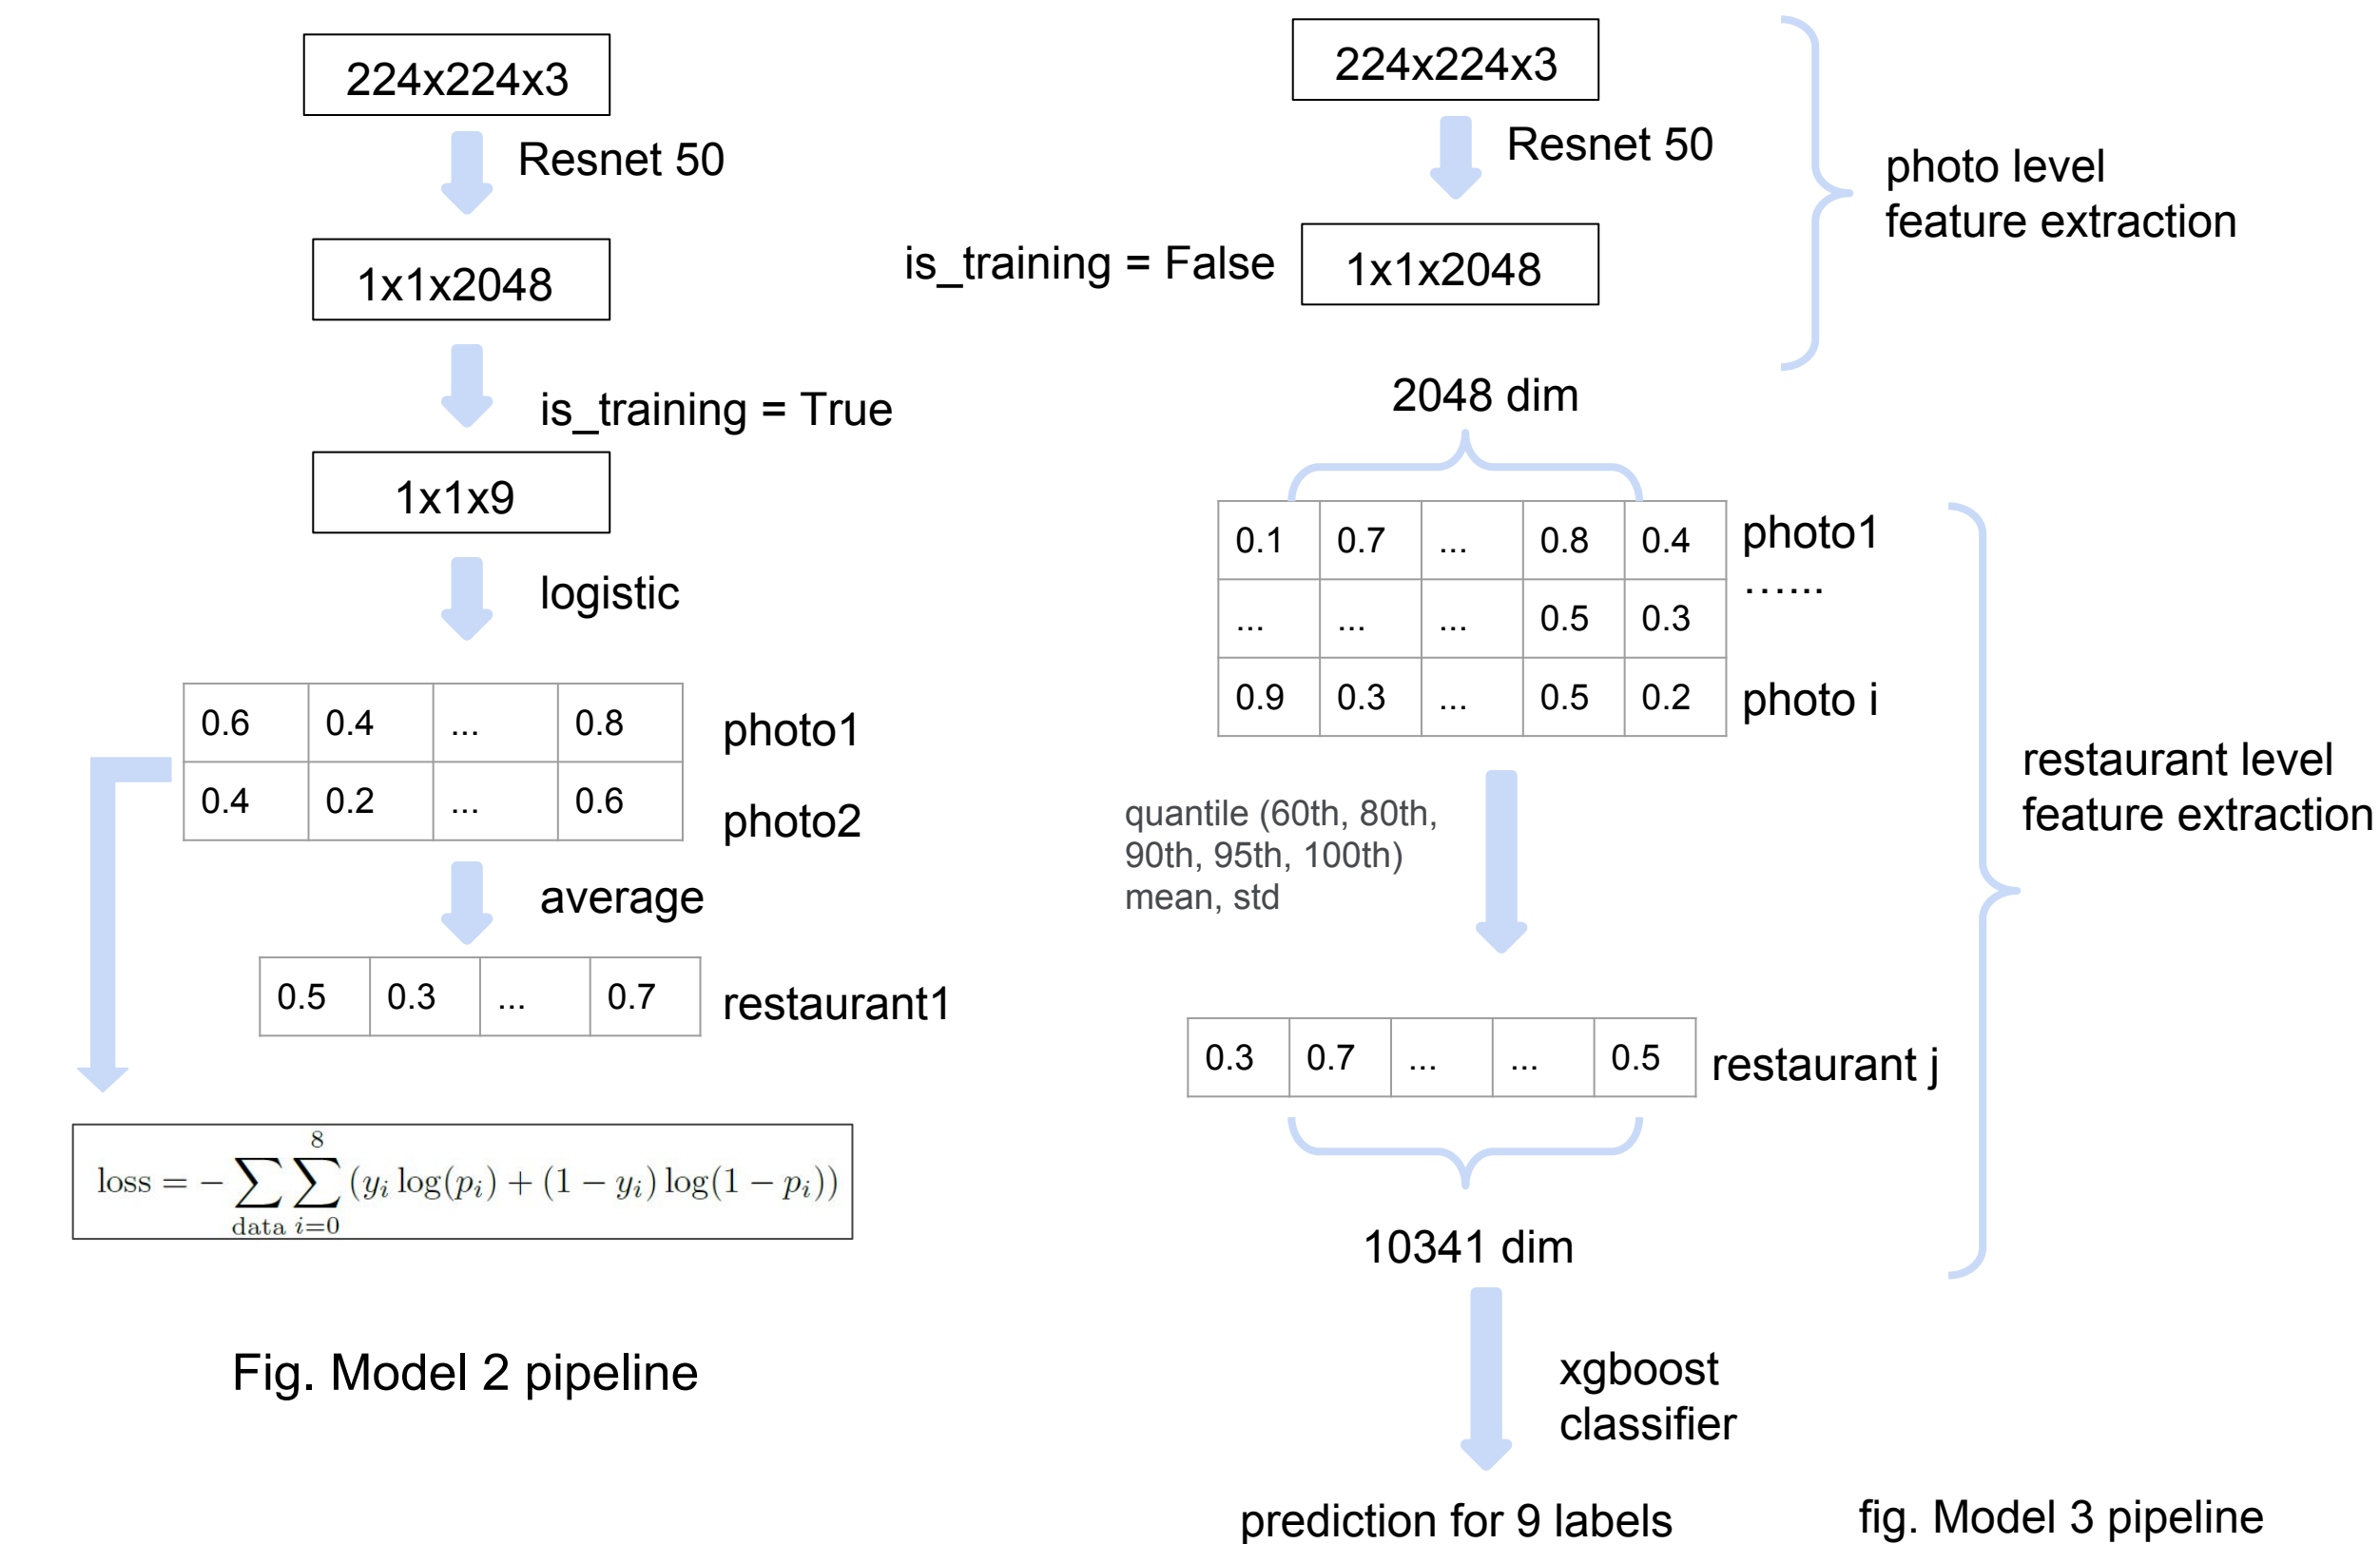 224x224x3
Resnet 50
1x1x2048
is_training = True
1x1x9
logistic
0.6 0.4 ... 0.8
photo1
0.4 0.2 ... 0.6
photo2
average
0.5 0.3 ... 0.7
restaurant1
loss = − ∑data ∑i=0^8 (yi log(pi) + (1 − yi) log(1 − pi))
Fig. Model 2 pipeline
224x224x3
Resnet 50
is_training = False
1x1x2048
photo level
feature extraction
2048 dim
0.1 0.7 ... 0.8 0.4
photo1
......
... ... ... 0.5 0.3
0.9 0.3 ... 0.5 0.2
photo i
quantile (60th, 80th,
90th, 95th, 100th)
mean, std
restaurant level
feature extraction
0.3 0.7 ... ... 0.5
restaurant j
10341 dim
xgboost
classifier
prediction for 9 labels
fig. Model 3 pipeline